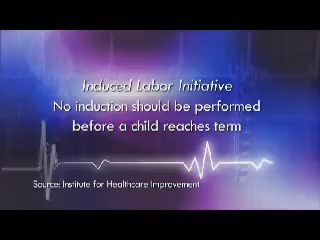 Induced Labor Initiative
No induction should be performed
before a child reaches term
Source: Institute for Healthcare Improvement